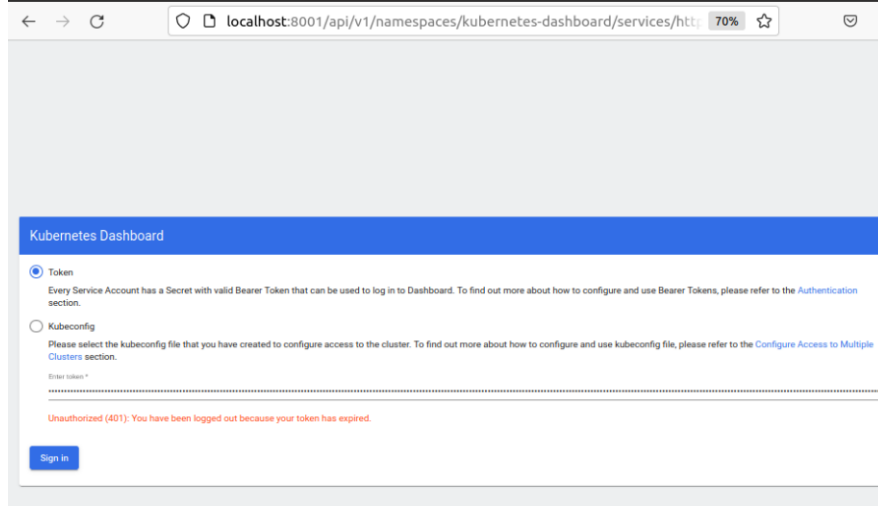 localhost:8001/api/v1/namespaces/kubernetes-dashboard/services/http 70%
Kubernetes Dashboard
Token
Every Service Account has a Secret with valid Bearer Token that can be used to log in to Dashboard. To find out more about how to configure and use Bearer Tokens, please refer to the Authentication
section.
Kubeconfig
Please select the kubeconfig file that you have created to configure access to the cluster. To find out more about how to configure and use kubeconfig file, please refer to the Configure Access to Multiple
Clusters section.
Enter token *
Unauthorized (401): You have been logged out because your token has expired.
Sign in